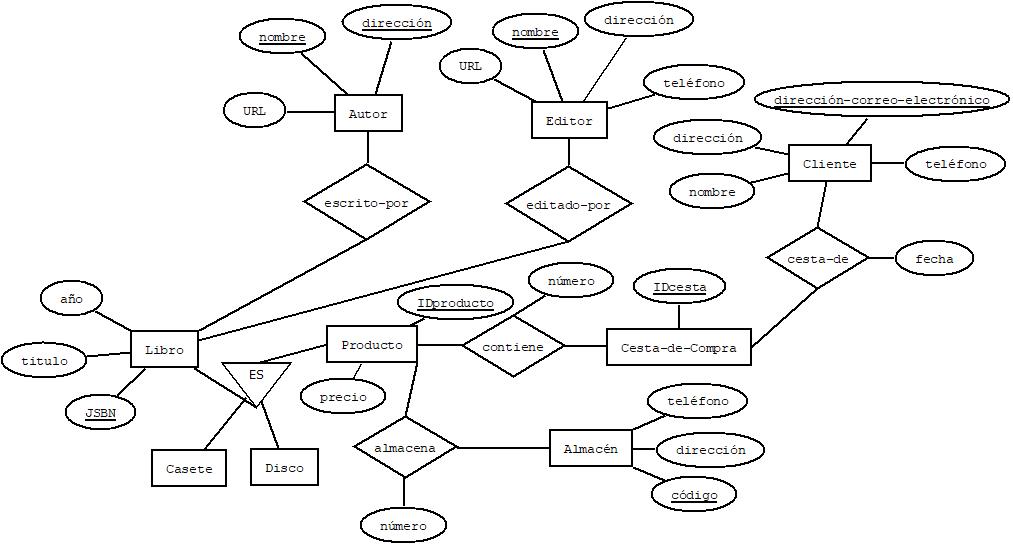 dirección
dirección
nombre
nombre
URL
teléfono
dirección-correo-electrónico
URL
Autor
Editor
dirección
Cliente
teléfono
nombre
escrito-por
editado-por
cesta-de
fecha
número
IDcesta
año
IDproducto
Libro
Producto
contiene
Cesta-de-Compra
titulo
ES
precio
teléfono
JSBN
almacena
Almacén
dirección
Casete
Disco
código
número